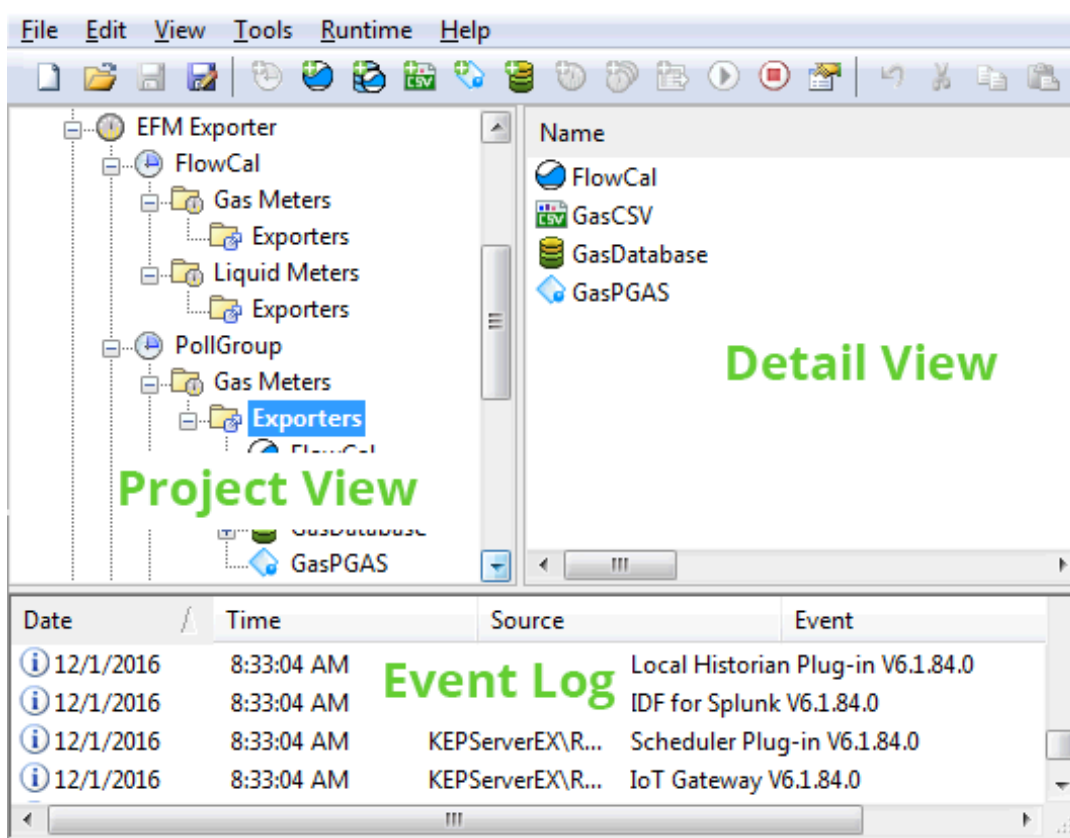 File Edit View Tools Runtime Help
EFM Exporter
FlowCal
Gas Meters
Exporters
Liquid Meters
Exporters
PollGroup
Gas Meters
Exporters
FlowCal
Project View
GasDatabase
GasPGAS
Name
FlowCal
GasCSV
GasDatabase
GasPGAS
Detail View
Date Time Source Event
12/1/2016 8:33:04 AM Local Historian Plug-in V6.1.84.0
12/1/2016 8:33:04 AM IDF for Splunk V6.1.84.0
Event Log
12/1/2016 8:33:04 AM KEPServerEX\R... Scheduler Plug-in V6.1.84.0
12/1/2016 8:33:04 AM KEPServerEX\R... IoT Gateway V6.1.84.0